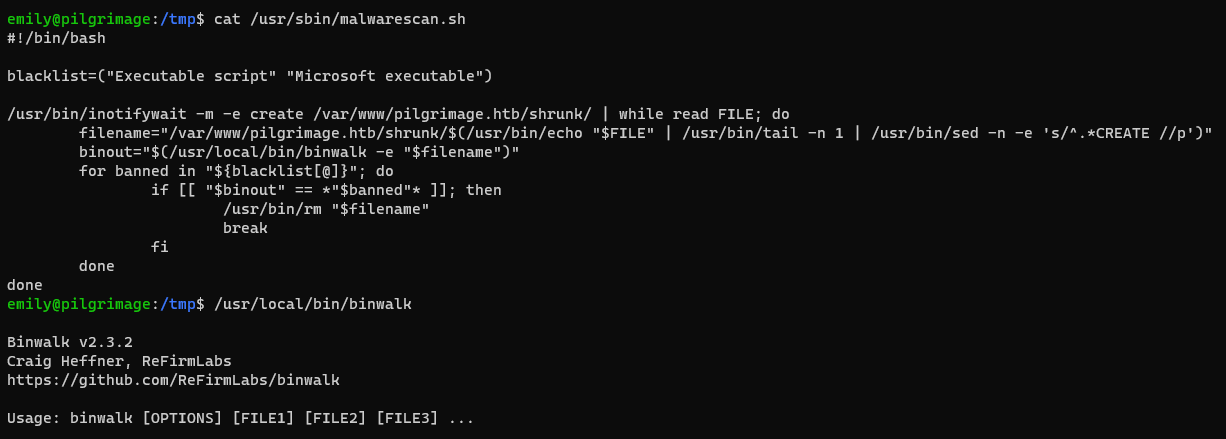 emily@pilgrimage:/tmp$ cat /usr/sbin/malwarescan.sh
#!/bin/bash
blacklist=("Executable script" "Microsoft executable")
/usr/bin/inotifywait -m -e create /var/www/pilgrimage.htb/shrunk/ | while read FILE; do
        filename="/var/www/pilgrimage.htb/shrunk/$(/usr/bin/echo "$FILE" | /usr/bin/tail -n 1 | /usr/bin/sed -n -e 's/^.*CREATE //p')"
        binout="$(/usr/local/bin/binwalk -e "$filename")"
        for banned in "${blacklist[@]}"; do
                if [[ "$binout" == *"$banned"* ]]; then
                        /usr/bin/rm "$filename"
                        break
                fi
        done
done
emily@pilgrimage:/tmp$ /usr/local/bin/binwalk
Binwalk v2.3.2
Craig Heffner, ReFirmLabs
https://github.com/ReFirmLabs/binwalk
Usage: binwalk [OPTIONS] [FILE1] [FILE2] [FILE3] ...